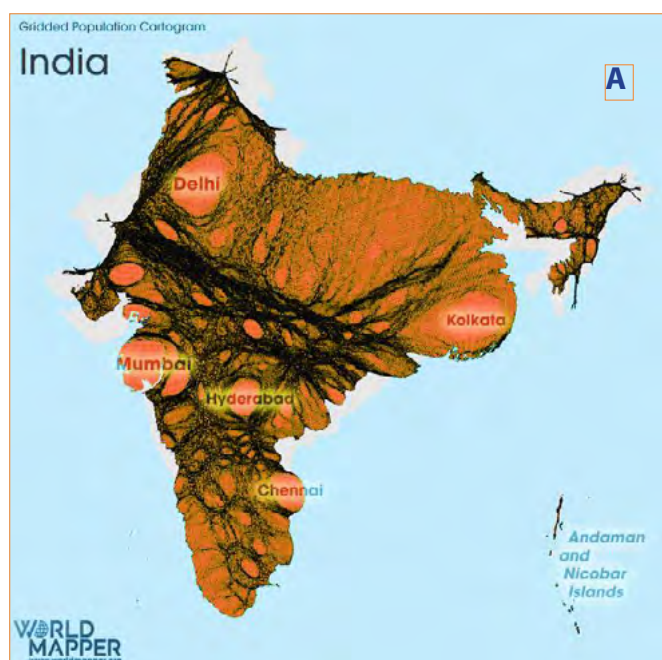 Gridded Population Cartogram
India
A
Delhi
Kolkata
Mumbai
Hyderabad
Chennai
Andaman
and
Nicobar
Islands
WORLD
MAPPER